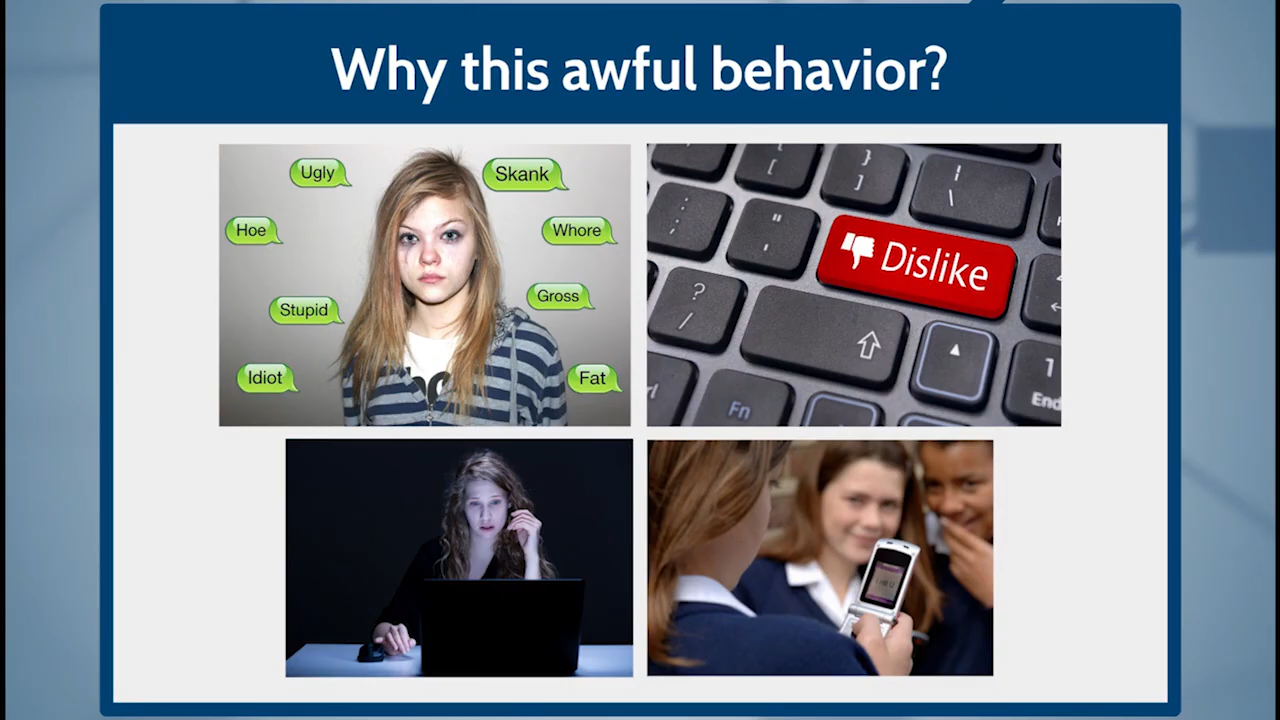 Why this awful behavior?
Ugly
Skank
Hoe
Whore
Stupid
Gross
Idiot
Fat
Dislike
Fn
End